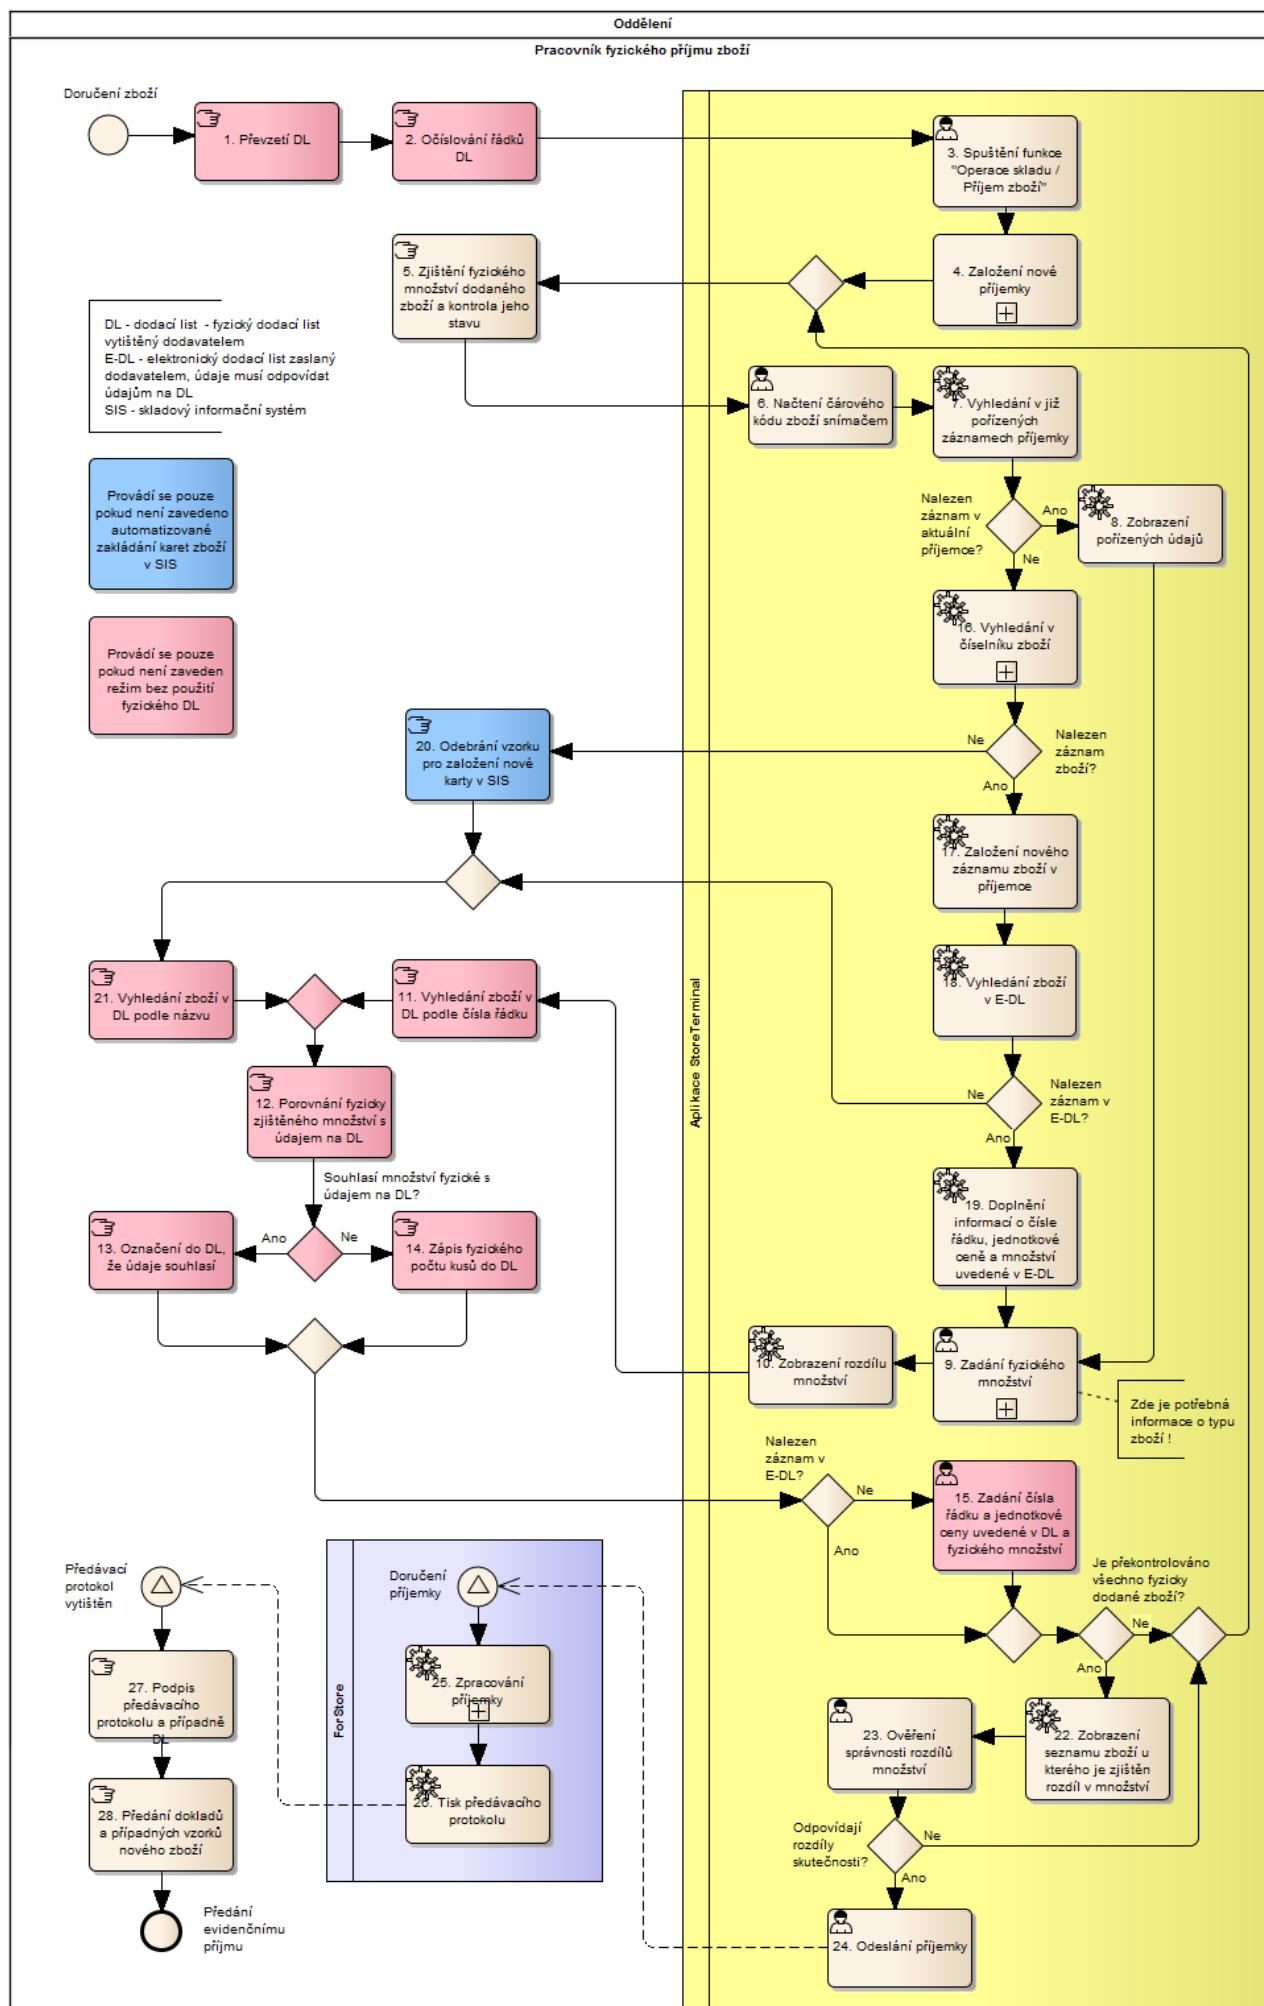 Oddělení
Pracovník fyzického příjmu zboží
Doručení zboží
1. Převzetí DL
2. Očíslování řádků
DL
3. Spuštění funkce
"Operace skladu /
Příjem zboží"
4. Založení nové
příjemky
5. Zjištění fyzického
množství dodaného
zboží a kontrola jeho
stavu
DL - dodací list - fyzický dodací list
vytištěný dodavatelem
E-DL - elektronický dodací list zaslaný
dodavatelem, údaje musí odpovídat
údajům na DL
SIS - skladový informační systém
6. Načtení čárového
kódu zboží snímačem
7. Vyhledání v již
pořízených
záznamech příjemky
Provádí se pouze
pokud není zavedeno
automatizované
zakládání karet zboží
v SIS
Nalezen
záznam v
aktuální
příjemce?
Ano
Ne
8. Zobrazení
pořízených údajů
16. Vyhledání v
číselníku zboží
Provádí se pouze
pokud není zaveden
režim bez použití
fyzického DL
20. Odebrání vzorku
pro založení nové
karty v SIS
Ne
Nalezen
záznam
zboží?
Ano
17. Založení nového
záznamu zboží v
příjemce
18. Vyhledání zboží
v E-DL
21. Vyhledání zboží v
DL podle názvu
11. Vyhledání zboží v
DL podle čísla řádku
Aplikace StoreTerminal
12. Porovnání fyzicky
zjištěného množství s
údajem na DL
Ne
Nalezen
záznam v
E-DL?
Ano
Souhlasí množství fyzické s
údajem na DL?
19. Doplnění
informací o čísle
řádku, jednotkové
ceně a množství
uvedené v E-DL
13. Označení do DL,
že údaje souhlasí
Ano
Ne
14. Zápis fyzického
počtu kusů do DL
10. Zobrazení rozdílu
množství
9. Zadání fyzického
množství
Zde je potřebná
informace o typu
zboží !
Nalezen
záznam v
E-DL?
Ne
Ano
15. Zadání čísla
řádku a jednotkové
ceny uvedené v DL a
fyzického množství
Je překontrolováno
všechno fyzicky
dodané zboží?
Ne
Ano
Předávací
protokol
vytištěn
Doručení
příjemky
ForStore
25. Zpracování
příjemky
27. Podpis
předávacího
protokolu a případně
DL
23. Ověření
správnosti rozdílů
množství
22. Zobrazení
seznamu zboží u
kterého je zjištěn
rozdíl v množství
26. Tisk předávacího
protokolu
28. Předání dokladů
a případných vzorků
nového zboží
Odpovídají
rozdíly
skutečnosti?
Ne
Ano
Předání
evidenčnímu
příjmu
24. Odeslání příjemky